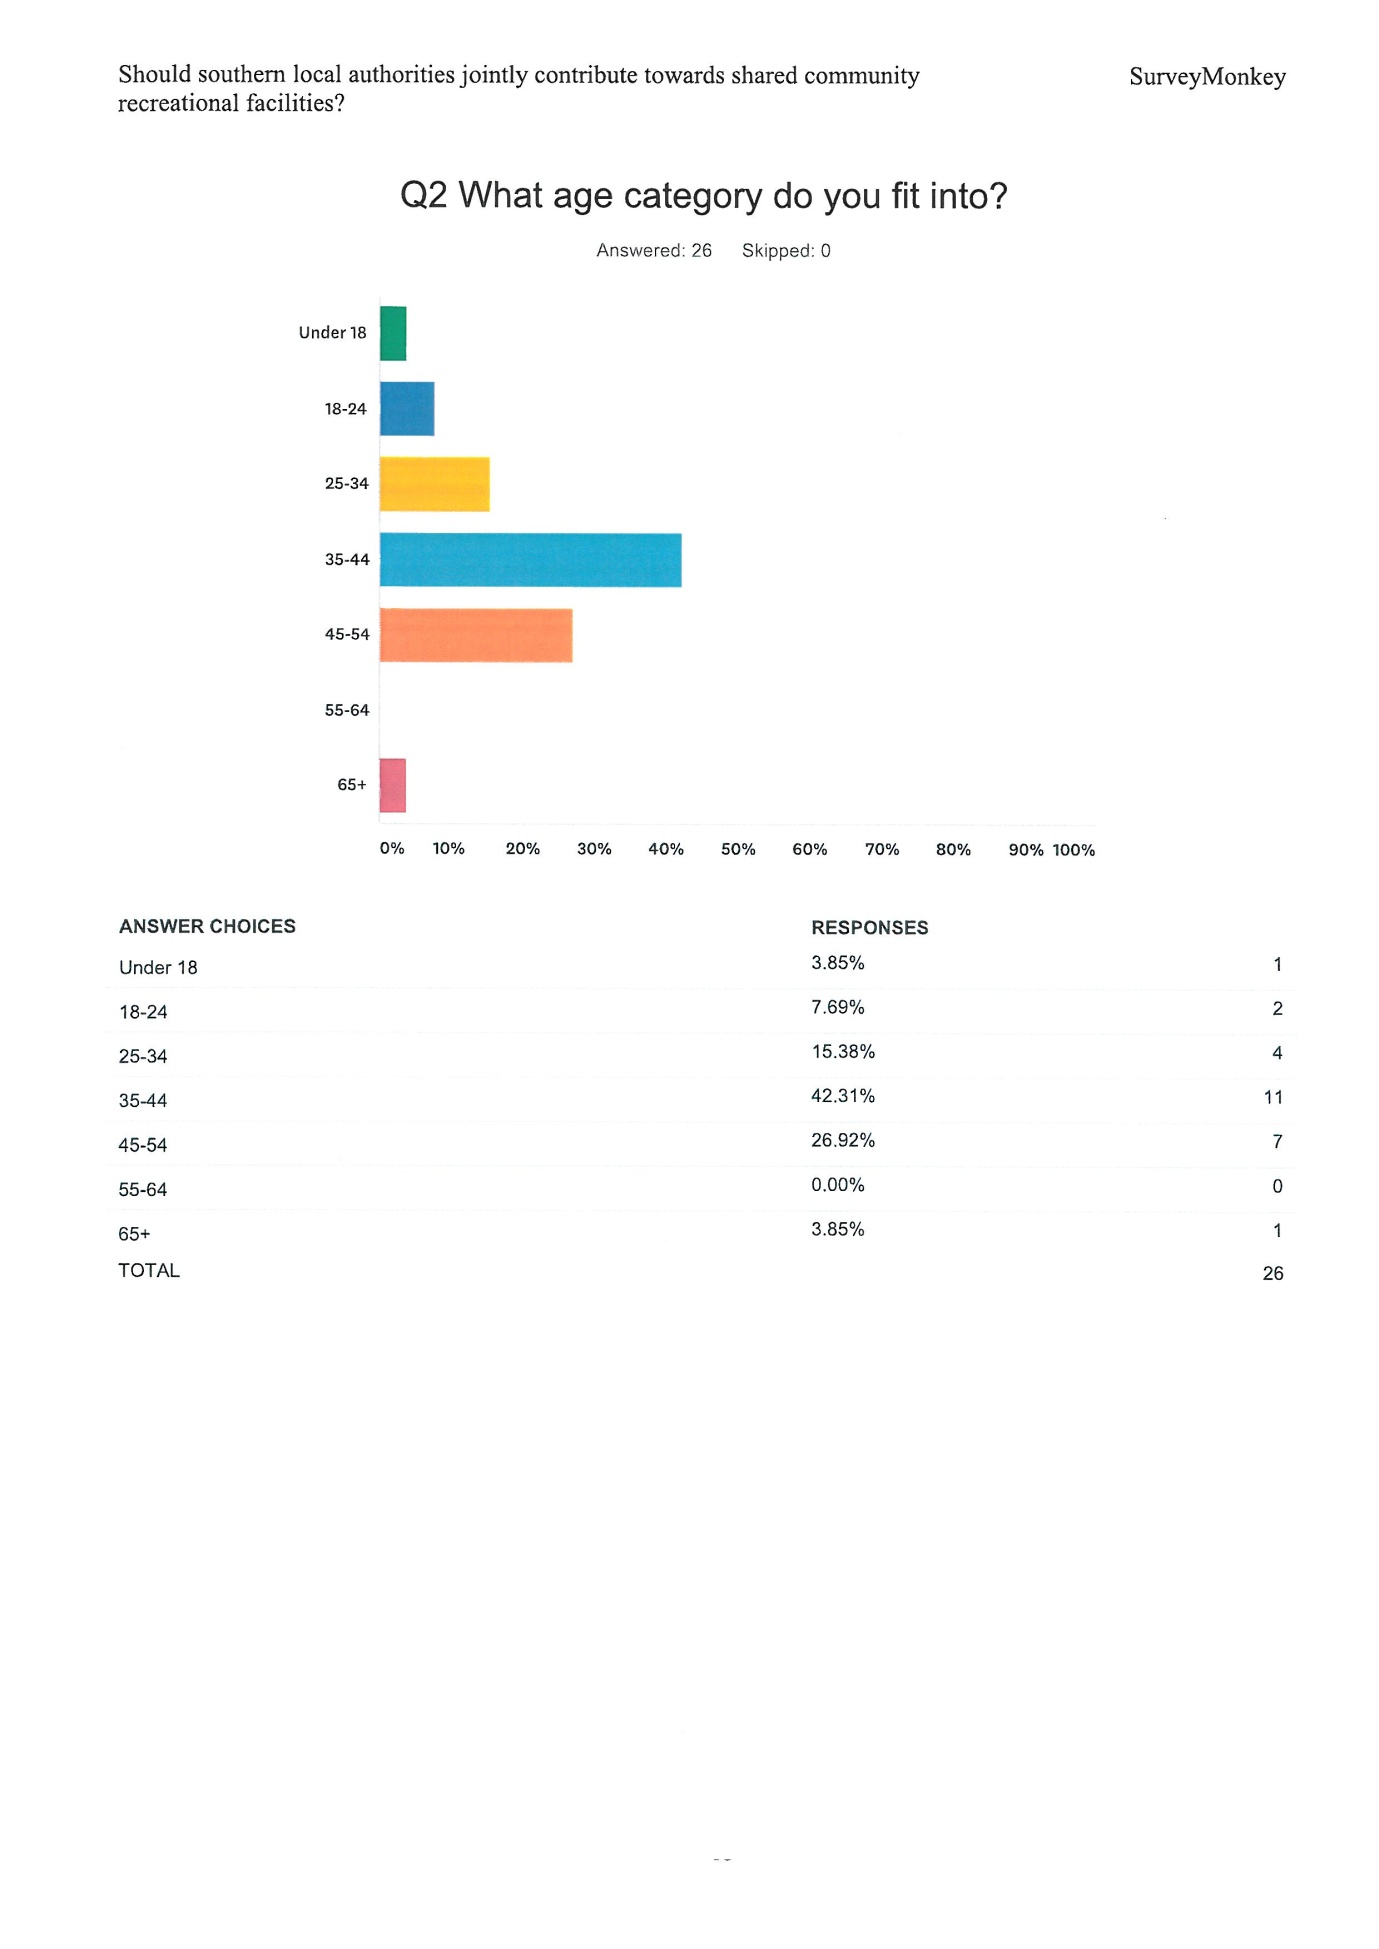 Should southern local authorities jointly contribute towards shared community
recreational facilities?
SurveyMonkey
Q2 What age category do you fit into?
Answered: 26 Skipped: 0
Under 18
18-24
25-34
35-44
45-54
55-64
65+
0% 10% 20% 30% 40% 50% 60% 70% 80% 90% 100%
ANSWER CHOICES RESPONSES
Under 18 3.85% 1
18-24 7.69% 2
25-34 15.38% 4
35-44 42.31% 11
45-54 26.92% 7
55-64 0.00% 0
65+ 3.85% 1
TOTAL 26